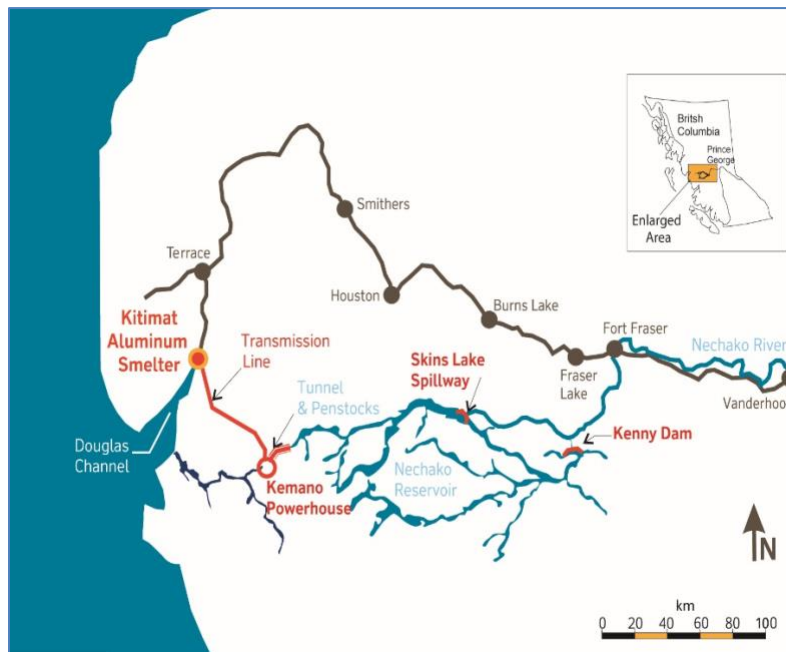 Britsh
Columbia
Prince
George
Enlarged
Area
Smithers
Terrace
Houston
Burns Lake
Kitimat
Aluminum
Smelter
Transmission
Line
Fort Fraser
Nechako River
Skins Lake
Spillway
Fraser
Lake
Vanderhoo
Tunnel
& Penstocks
Kenny Dam
Douglas
Channel
Nechako
Reservoir
Kemano
Powerhouse
N
km
0 20 40 60 80 100